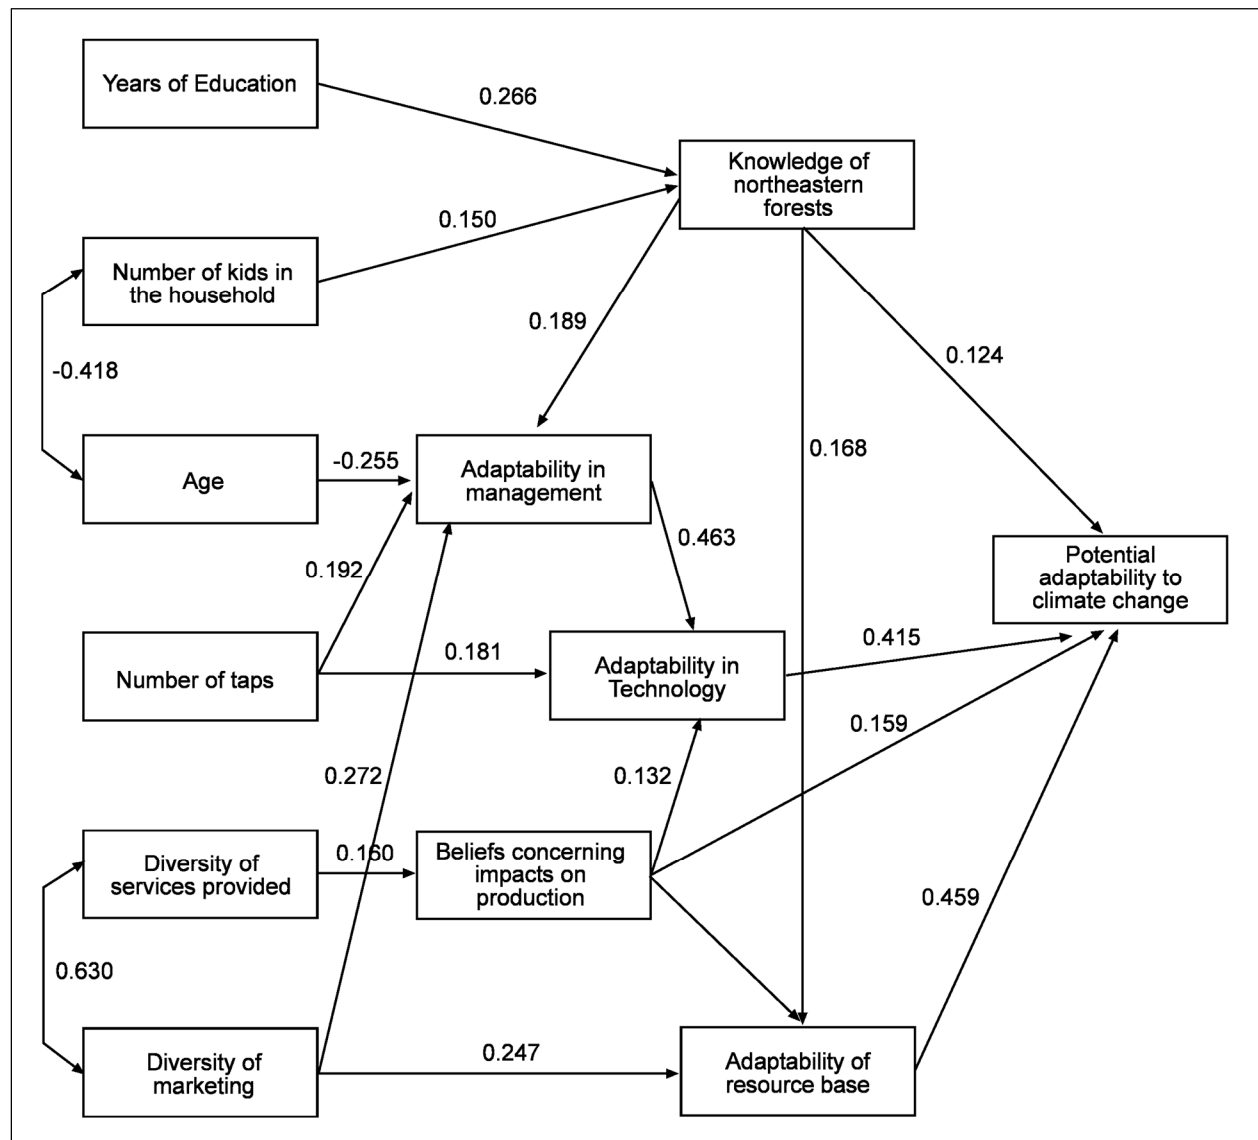 Years of Education
0.266
Knowledge of
northeastern
forests
0.150
Number of kids in
the household
0.189
0.124
-0.418
0.168
Age
-0.255
Adaptability in
management
0.463
Potential
adaptability to
climate change
0.192
Number of taps
0.181
Adaptability in
Technology
0.415
0.159
0.272
0.132
Diversity of
services provided
0.160
Beliefs concerning
impacts on
production
0.459
0.630
Diversity of
marketing
0.247
Adaptability of
resource base